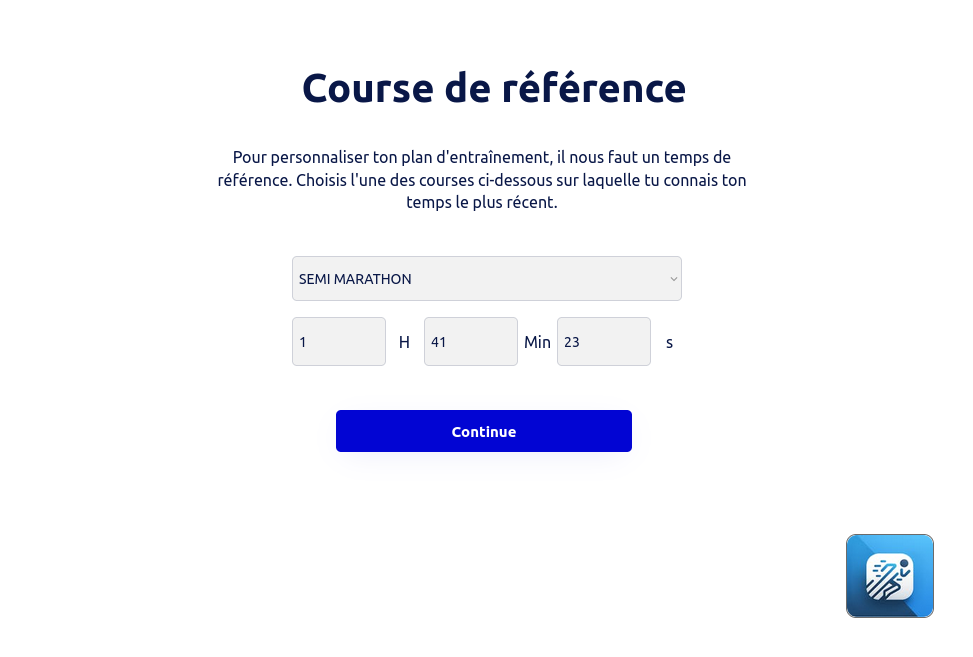 Course de référence
Pour personnaliser ton plan d'entraînement, il nous faut un temps de
référence. Choisis l'une des courses ci-dessous sur laquelle tu connais ton
temps le plus récent.
SEMI MARATHON
1 H 41 Min 23 s
Continue